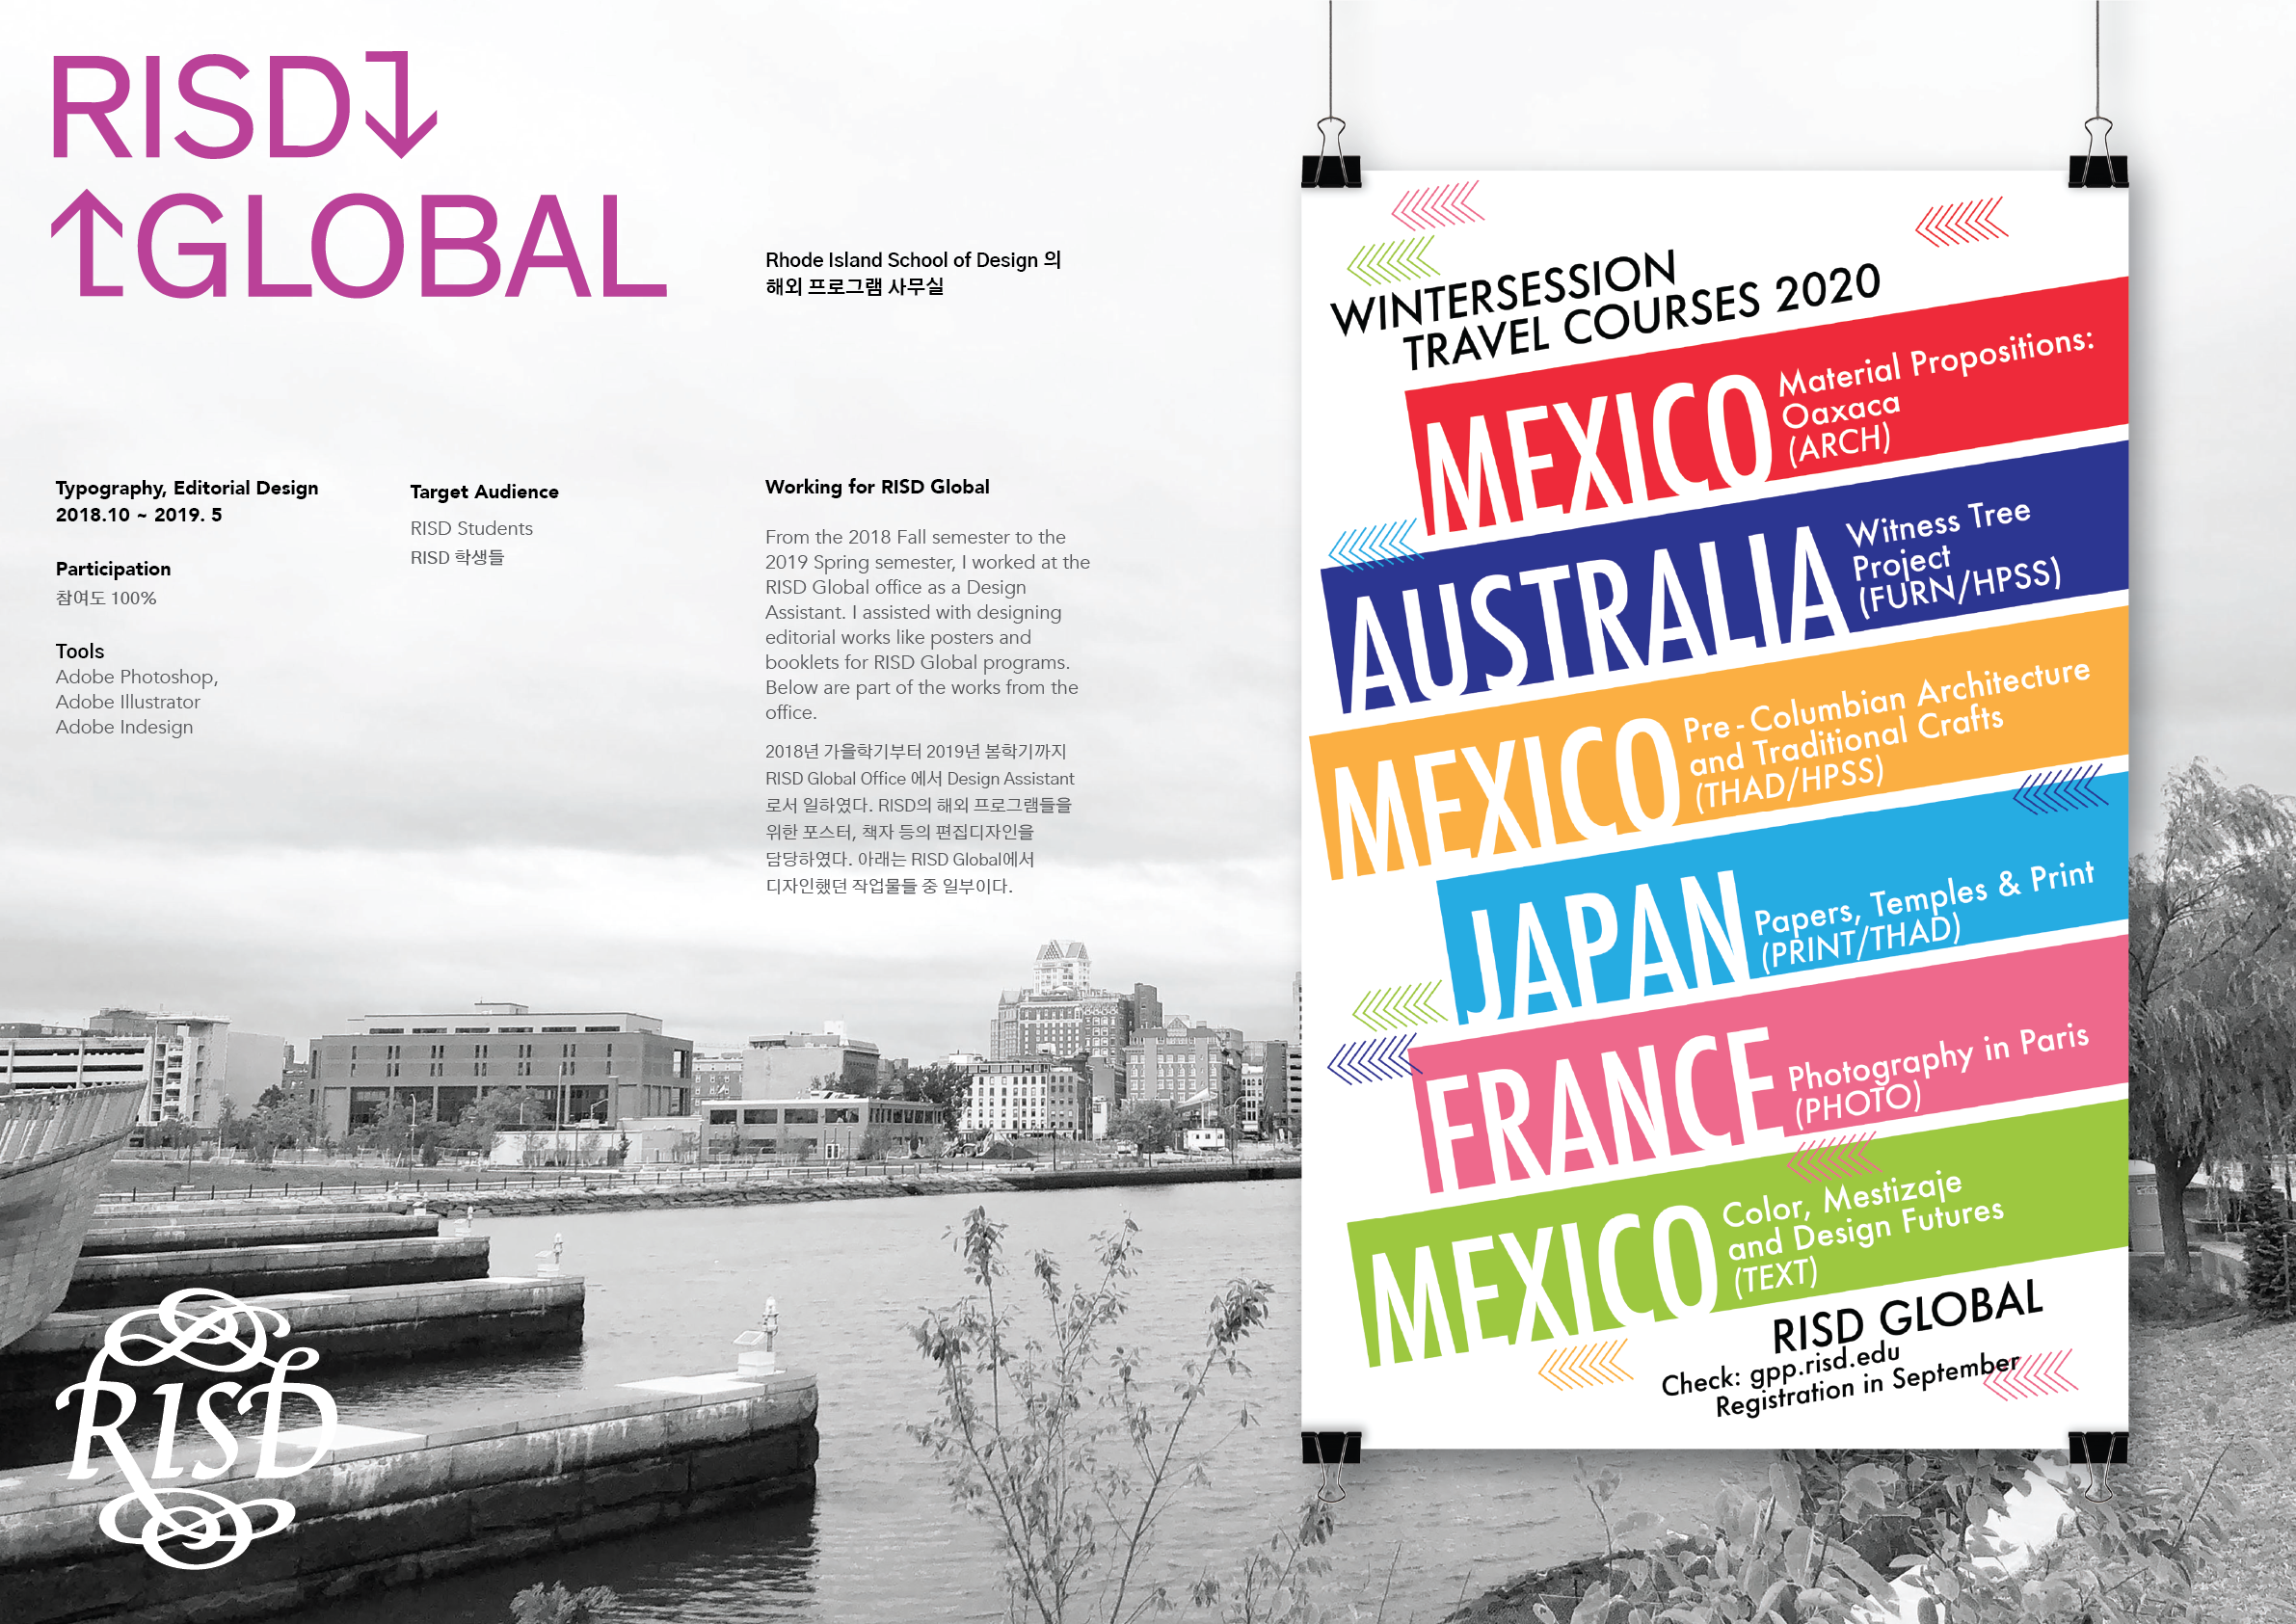 RISD
GLOBAL
Rhode Island School of Design 의
해외 프로그램 사무실
Typography, Editorial Design
2018.10 ~ 2019. 5
Participation
참여도 100%
Tools
Adobe Photoshop,
Adobe Illustrator
Adobe Indesign
Target Audience
RISD Students
RISD 학생들
Working for RISD Global
From the 2018 Fall semester to the
2019 Spring semester, I worked at the
RISD Global office as a Design
Assistant. I assisted with designing
editorial works like posters and
booklets for RISD Global programs.
Below are part of the works from the
office.
2018년 가을학기부터 2019년 봄학기까지
RISD Global Office 에서 Design Assistant
로서 일하였다. RISD의 해외 프로그램들을
위한 포스터, 책자 등의 편집디자인을
담당하였다. 아래는 RISD Global에서
디자인했던 작업물들 중 일부이다.
RISD
WINTERSESSION
TRAVEL COURSES 2020
MEXICO
Material Propositions:
Oaxaca
(ARCH)
AUSTRALIA
Witness Tree
Project
(FURN/HPSS)
MEXICO
Pre-Columbian Architecture
and Traditional Crafts
(THAD/HPSS)
JAPAN
Papers, Temples & Print
(PRINT/THAD)
FRANCE
Photography in Paris
(PHOTO)
MEXICO
Color, Mestizaje
and Design Futures
(TEXT)
RISD GLOBAL
Check: gpp.risd.edu
Registration in September